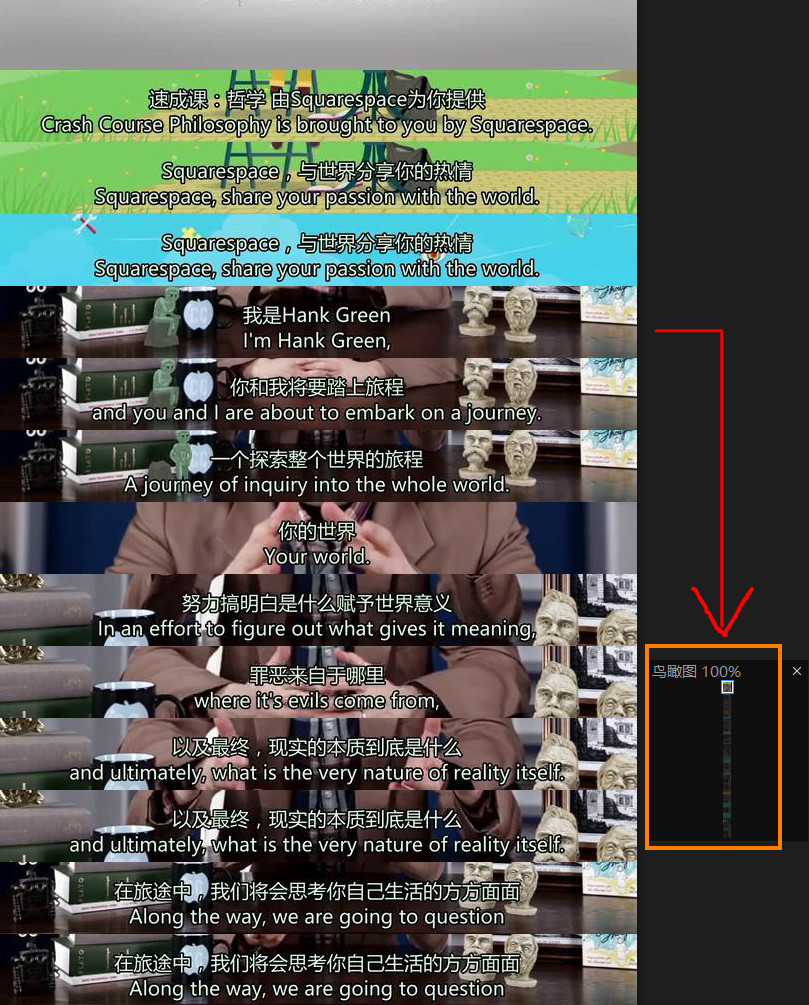 速成课：哲学 由Squarespace为你提供
Crash Course Philosophy is brought to you by Squarespace.
Squarespace，与世界分享你的热情
Squarespace, share your passion with the world.
Squarespace，与世界分享你的热情
Squarespace, share your passion with the world.
我是Hank Green
I'm Hank Green,
你和我将要踏上旅程
and you and I are about to embark on a journey.
一个探索整个世界的旅程
A journey of inquiry into the whole world.
你的世界
Your world.
努力搞明白是什么赋予世界意义
In an effort to figure out what gives it meaning,
罪恶来自于哪里
where it's evils come from,
以及最终，现实的本质到底是什么
and ultimately, what is the very nature of reality itself.
以及最终，现实的本质到底是什么
and ultimately, what is the very nature of reality itself.
在旅途中，我们将会思考你自己生活的方方面面
Along the way, we are going to question
在旅途中，我们将会思考你自己生活的方方面面
Along the way, we are going to question
鸟瞰图 100%